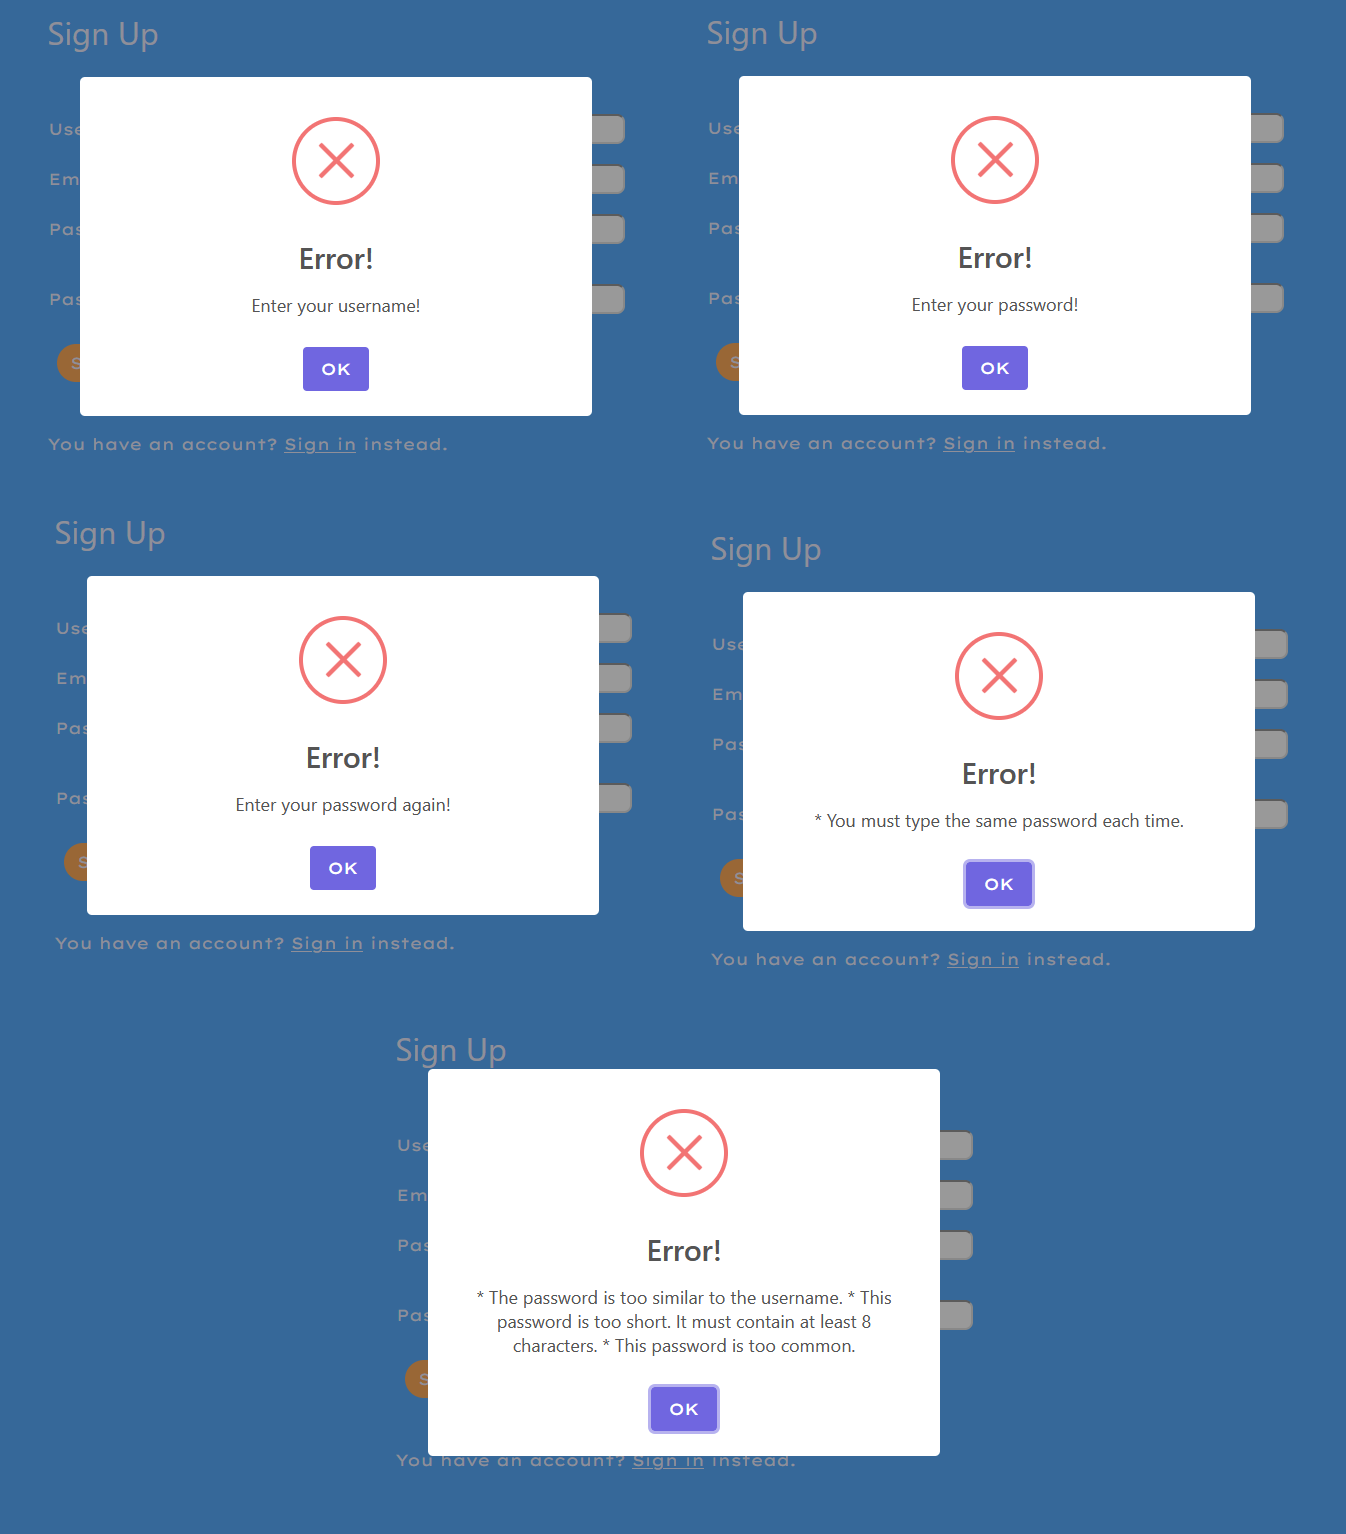 Sign Up
Use
Em
Pas
Pas
S
Error!
Enter your username!
OK
You have an account? Sign in instead.
Sign Up
Use
Em
Pas
Pas
S
Error!
Enter your password!
OK
You have an account? Sign in instead.
Sign Up
Use
Em
Pas
Pas
S
Error!
Enter your password again!
OK
You have an account? Sign in instead.
Sign Up
Use
Em
Pas
Pas
S
Error!
* You must type the same password each time.
OK
You have an account? Sign in instead.
Sign Up
Use
Em
Pas
Pas
S
Error!
* The password is too similar to the username. * This
password is too short. It must contain at least 8
characters. * This password is too common.
OK
You have an account? Sign in instead.